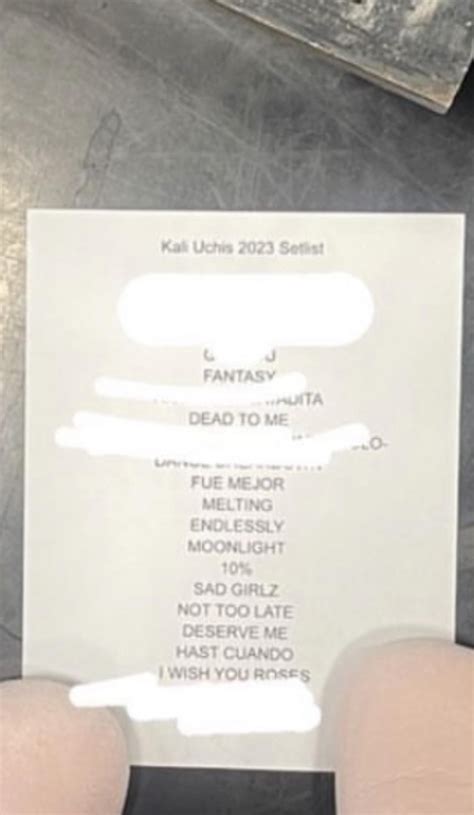 Kali Uchis 2023 Setlist
FANTASY
DEAD TO ME
FUE MEJOR
MELTING
ENDLESSLY
MOONLIGHT
10%
SAD GIRLZ
NOT TOO LATE
DESERVE ME
HAST CUANDO
I WISH YOU ROSES